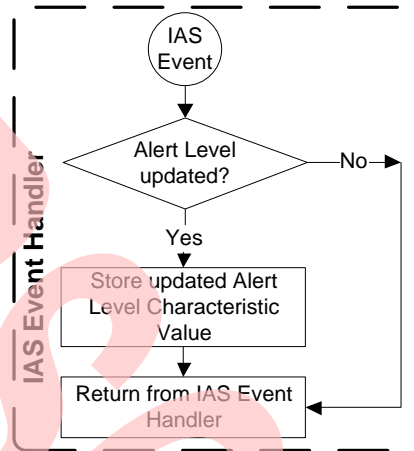 IAS
Event
Alert Level
updated?
No
Yes
Store updated Alert
Level Characteristic
Value
Return from IAS Event
Handler
IAS Event Handler